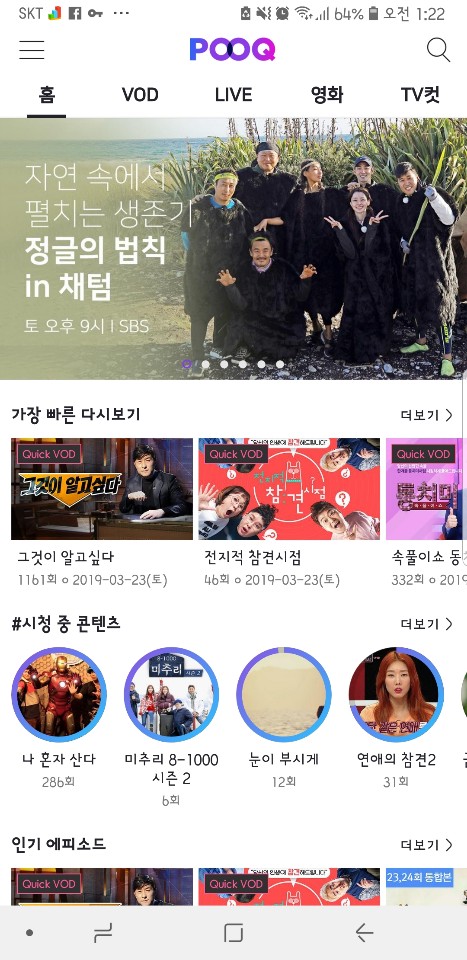 SKT 64% 오전 1:22
POOQ
홈 VOD LIVE 영화 TV컷
자연 속에서
펼치는 생존기
정글의 법칙
in 채텀
토 오후 9시 I SBS
가장 빠른 다시보기 더보기
Quick VOD Quick VOD Quick VOD
그것이 알고싶다
전지적
참견시점
그것이 알고싶다 전지적 참견시점 속풀이쇼 동
1161회 2019-03-23(토) 46회 2019-03-23(토) 332회 2019
#시청 중 콘텐츠 더보기
8-1000
미추리
나 혼자 산다 미추리 8-1000 눈이 부시게 연애의 참견2
시즌 2
286회 6회 12회 31회
인기 에피소드 더보기
Quick VOD Quick VOD 23,24회 통합본